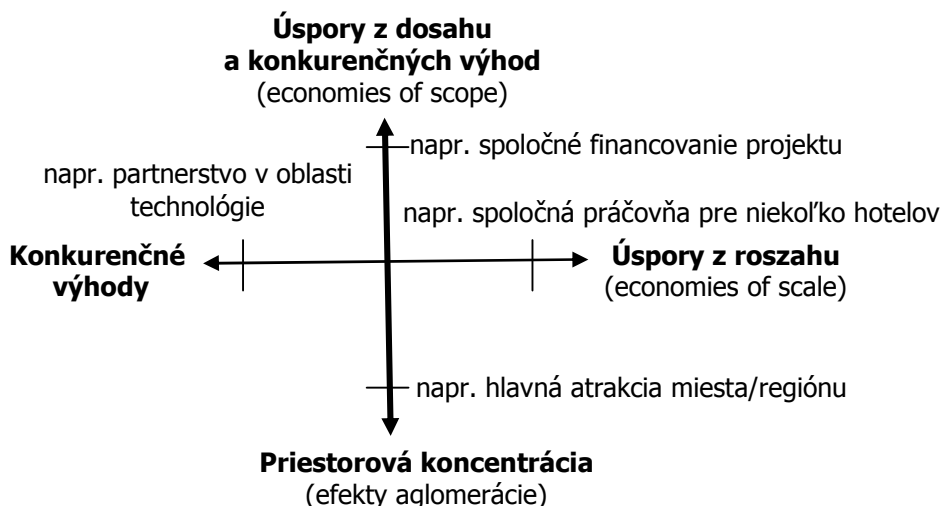 Úspory z dosahu
a konkurenčných výhod
(economies of scope)
napr. spoločné financovanie projektu
napr. partnerstvo v oblasti
technológie
napr. spoločná práčovňa pre niekoľko hotelov
Konkurenčné
výhody
Úspory z roszahu
(economies of scale)
napr. hlavná atrakcia miesta/regiónu
Priestorová koncentrácia
(efekty aglomerácie)